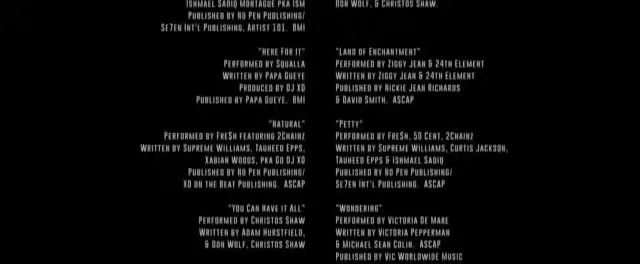 Ishmael Sadiq Montague pka Ism
Published by No Pen Publishing/
Se7en Int'l Publishing, Artist 101. BMI
"Here For It"
Performed by Squalla
Written by Papa Gueye
Produced by DJ XO
Published by Papa Gueye. BMI
"Natural"
Performed by Fre$h featuring 2Chainz
Written by Supreme Williams, Tauheed Epps,
Xabian Woods, pka Go DJ XO
Published by No Pen Publishing/
XO on the Beat Publishing. ASCAP
"You Can Have It All"
Performed by Christos Shaw
Written by Adam Hurstfield,
& Don Wolf, Christos Shaw
Don Wolf, & Christos Shaw.
"Land of Enchantment"
Performed by Ziggy Jean & 24th Element
Written by Ziggy Jean & 24th Element
Published by Nickie Jean Richards
& David Smith. ASCAP
"Petty"
Performed by Fre$h, 50 Cent, 2Chainz
Written by Supreme Williams, Curtis Jackson,
Tauheed Epps & Ishmael Sadiq
Published by No Pen Publishing/
Se7en Int'l Publishing. ASCAP
"Wondering"
Performed by Victoria De Mare
Written by Victoria Pepperman
& Michael Sean Colin. ASCAP
Published by Vic Worldwide Music